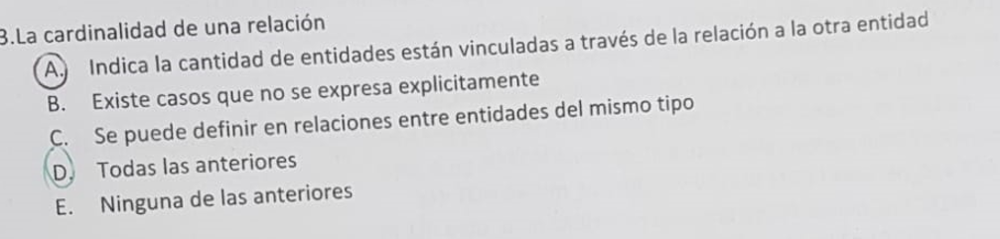 3.La cardinalidad de una relación
A. Indica la cantidad de entidades están vinculadas a través de la relación a la otra entidad
B. Existe casos que no se expresa explicitamente
C. Se puede definir en relaciones entre entidades del mismo tipo
D. Todas las anteriores
E. Ninguna de las anteriores